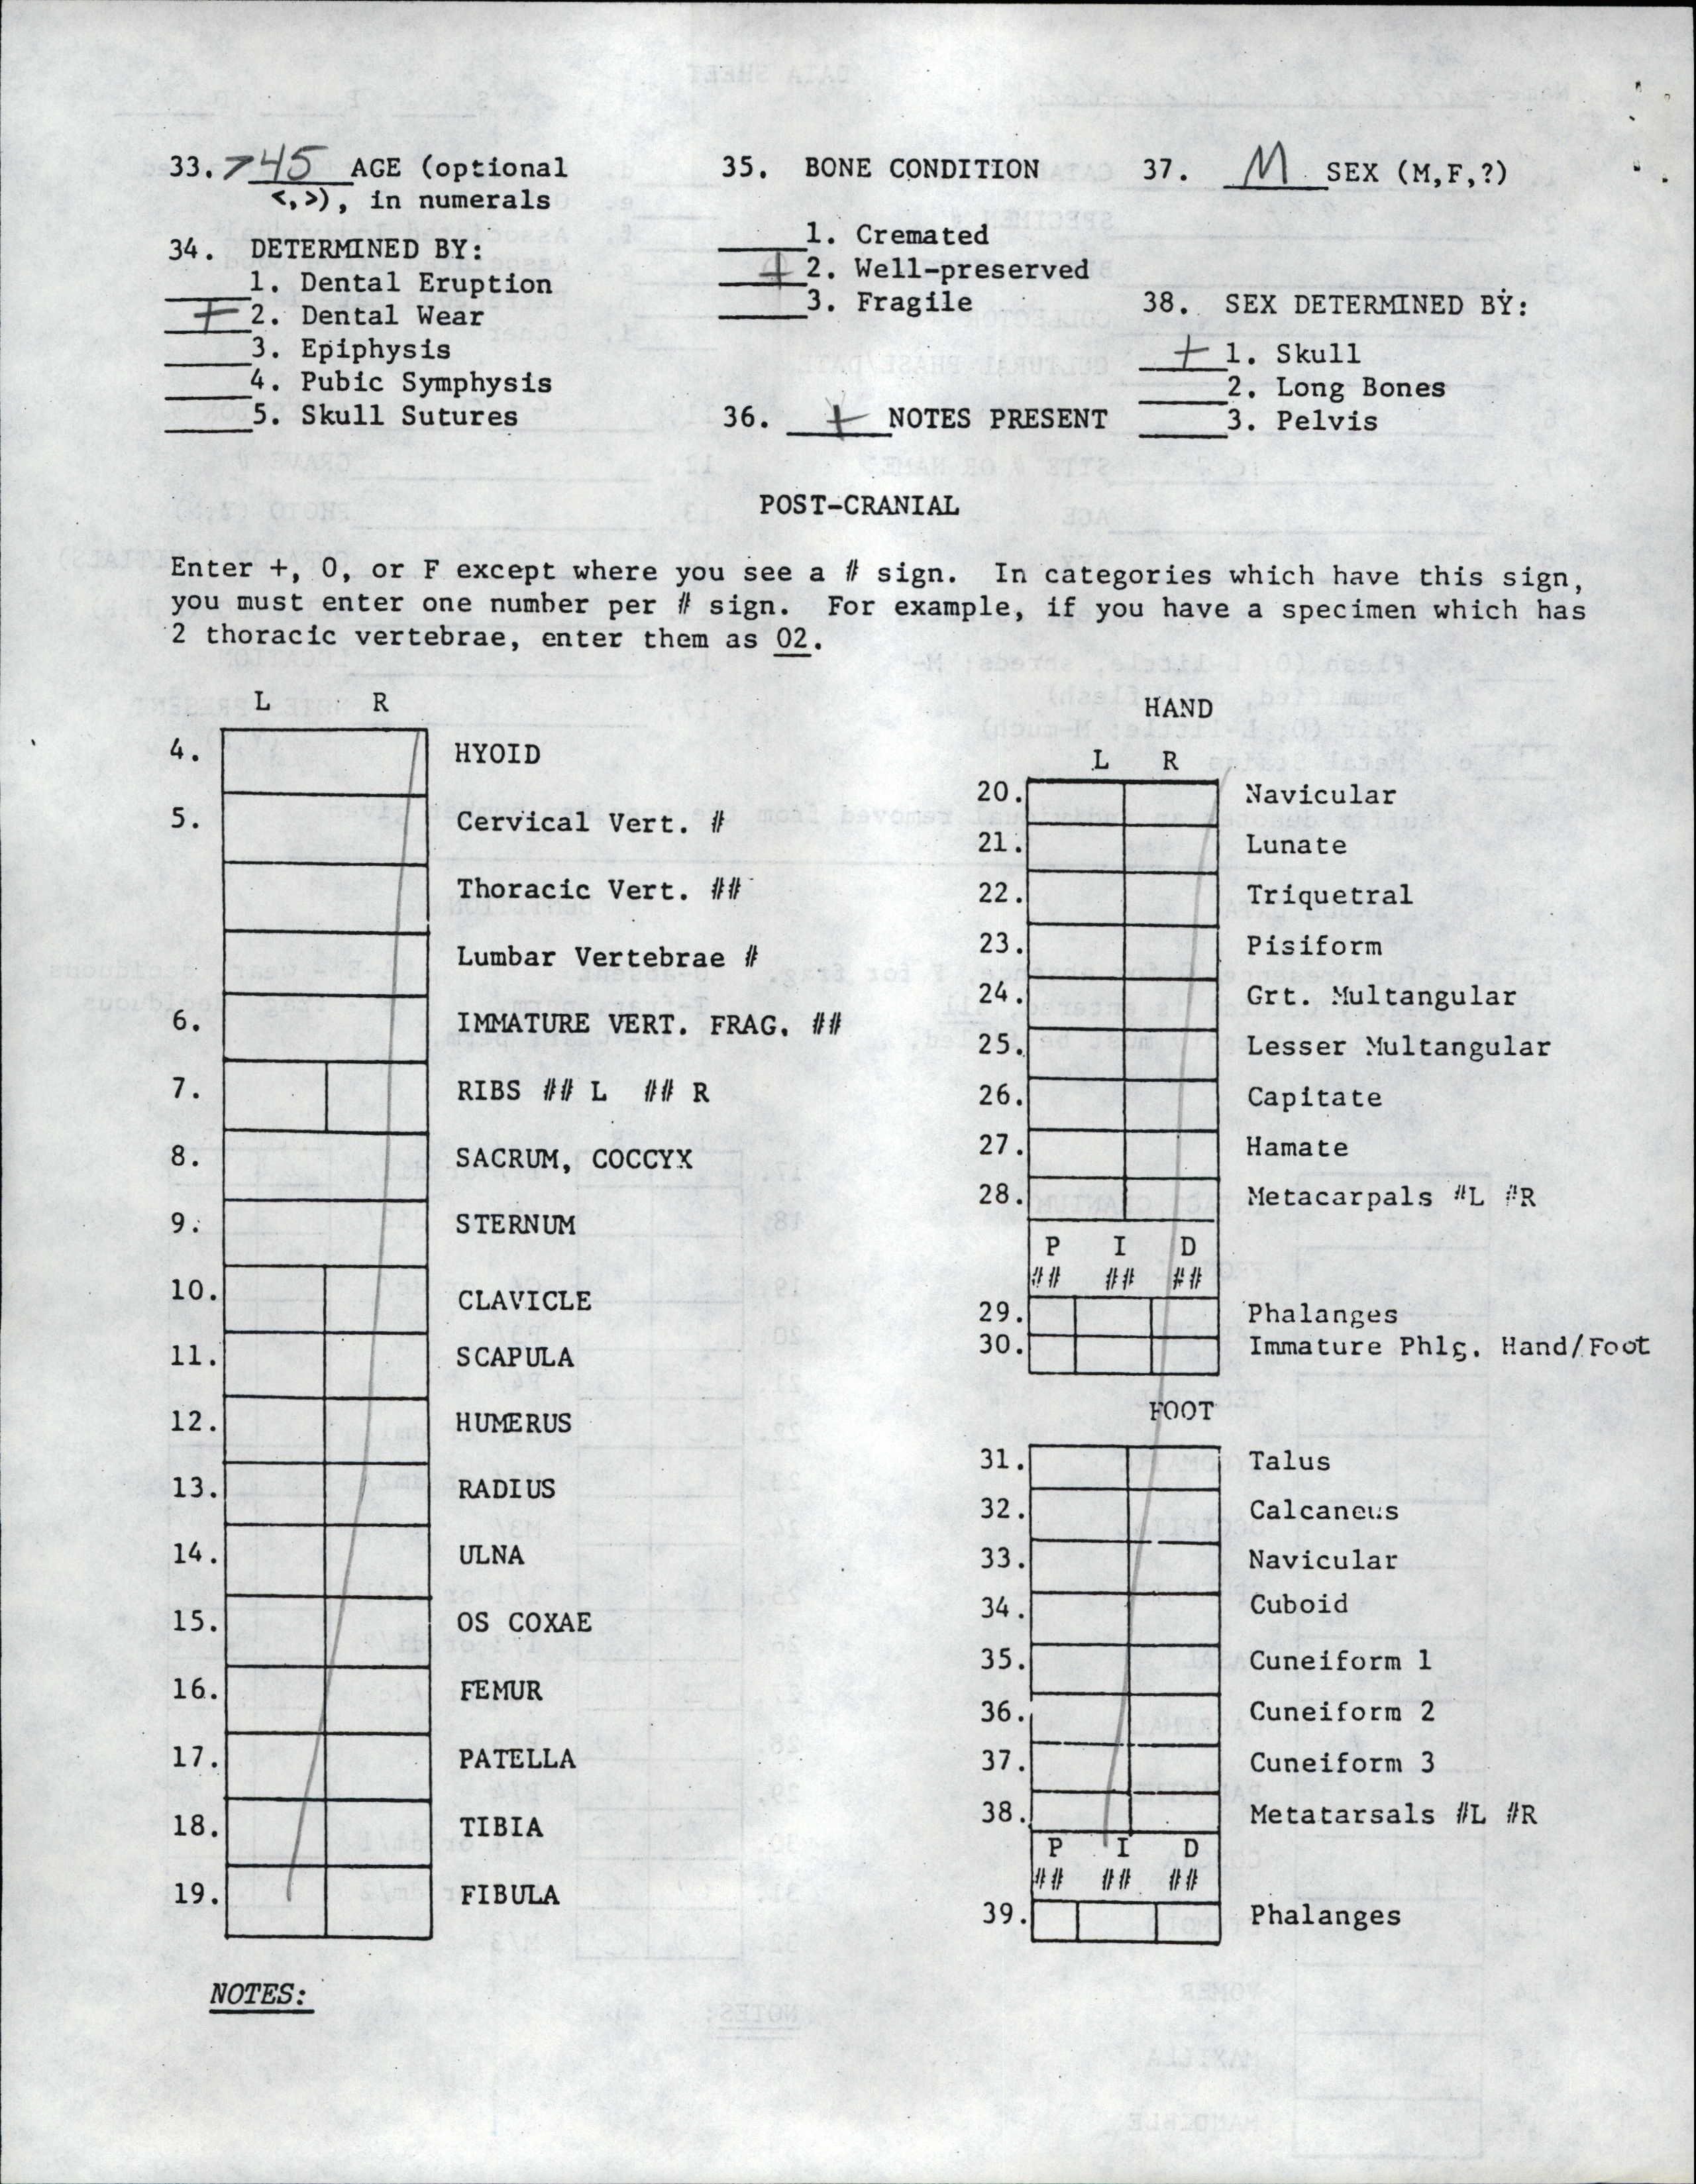 33. >45 AGE (optional
<,>), in numerals
34. DETERMINED BY:
1. Dental Eruption
+ 2. Dental Wear
3. Epiphysis
4. Pubic Symphysis
5. Skull Sutures
35. BONE CONDITION
1. Cremated
+ 2. Well-preserved
3. Fragile
36. + NOTES PRESENT
37. M SEX (M,F,?)
38. SEX DETERMINED BY:
+ 1. Skull
2. Long Bones
3. Pelvis
POST-CRANIAL
Enter +, 0, or F except where you see a # sign. In categories which have this sign,
you must enter one number per # sign. For example, if you have a specimen which has
2 thoracic vertebrae, enter them as 02.
L R
4. HYOID
5. Cervical Vert. #
Thoracic Vert. ##
Lumbar Vertebrae #
6. IMMATURE VERT. FRAG. ##
7. RIBS ## L ## R
8. SACRUM, COCCYX
9. STERNUM
10. CLAVICLE
11. SCAPULA
12. HUMERUS
13. RADIUS
14. ULNA
15. OS COXAE
16. FEMUR
17. PATELLA
18. TIBIA
19. FIBULA
NOTES:
HAND
L R
20. Navicular
21. Lunate
22. Triquetral
23. Pisiform
24. Grt. Multangular
25. Lesser Multangular
26. Capitate
27. Hamate
28. Metacarpals #L #R
P I D
## ## ##
29. Phalanges
30. Immature Phlg. Hand/Foot
FOOT
31. Talus
32. Calcaneus
33. Navicular
34. Cuboid
35. Cuneiform 1
36. Cuneiform 2
37. Cuneiform 3
38. Metatarsals #L #R
P I D
## ## ##
39. Phalanges